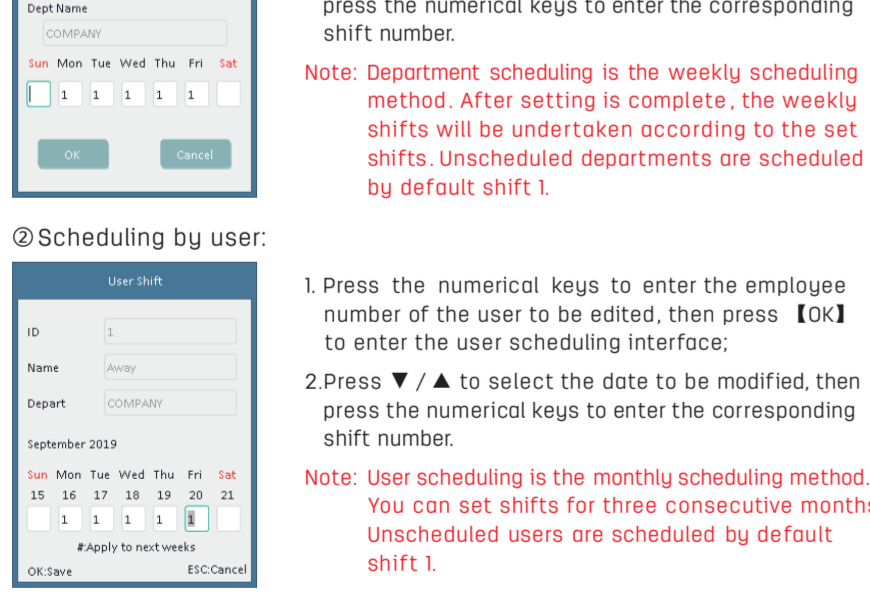 Dept Name
COMPANY
Sun Mon Tue Wed Thu Fri Sat
1 1 1 1 1
OK Cancel
press the numerical keys to enter the corresponding
shift number.
Note: Department scheduling is the weekly scheduling
method. After setting is complete, the weekly
shifts will be undertaken according to the set
shifts. Unscheduled departments are scheduled
by default shift 1.
②Scheduling by user:
User Shift
ID 1
Name Away
Depart COMPANY
September 2019
Sun Mon Tue Wed Thu Fri Sat
15 16 17 18 19 20 21
1 1 1 1 1
#:Apply to next weeks
OK:Save ESC:Cancel
1. Press the numerical keys to enter the employee
number of the user to be edited, then press 【OK】
to enter the user scheduling interface;
2.Press ▼ / ▲ to select the date to be modified, then
press the numerical keys to enter the corresponding
shift number.
Note: User scheduling is the monthly scheduling method.
You can set shifts for three consecutive months
Unscheduled users are scheduled by default
shift 1.